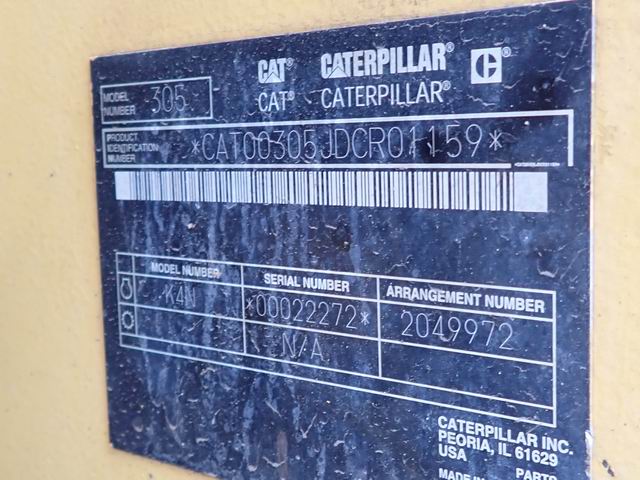 CAT® CATERPILLAR® C®
CAT® CATERPILLAR®
MODEL NUMBER 305
PRODUCT IDENTIFICATION NUMBER *CAT00305JDCR01159*
MODEL NUMBER SERIAL NUMBER ARRANGEMENT NUMBER
K4N *00022272* 2049972
N/A
CATERPILLAR INC.
PEORIA, IL 61629
USA
MADE IN PARTS